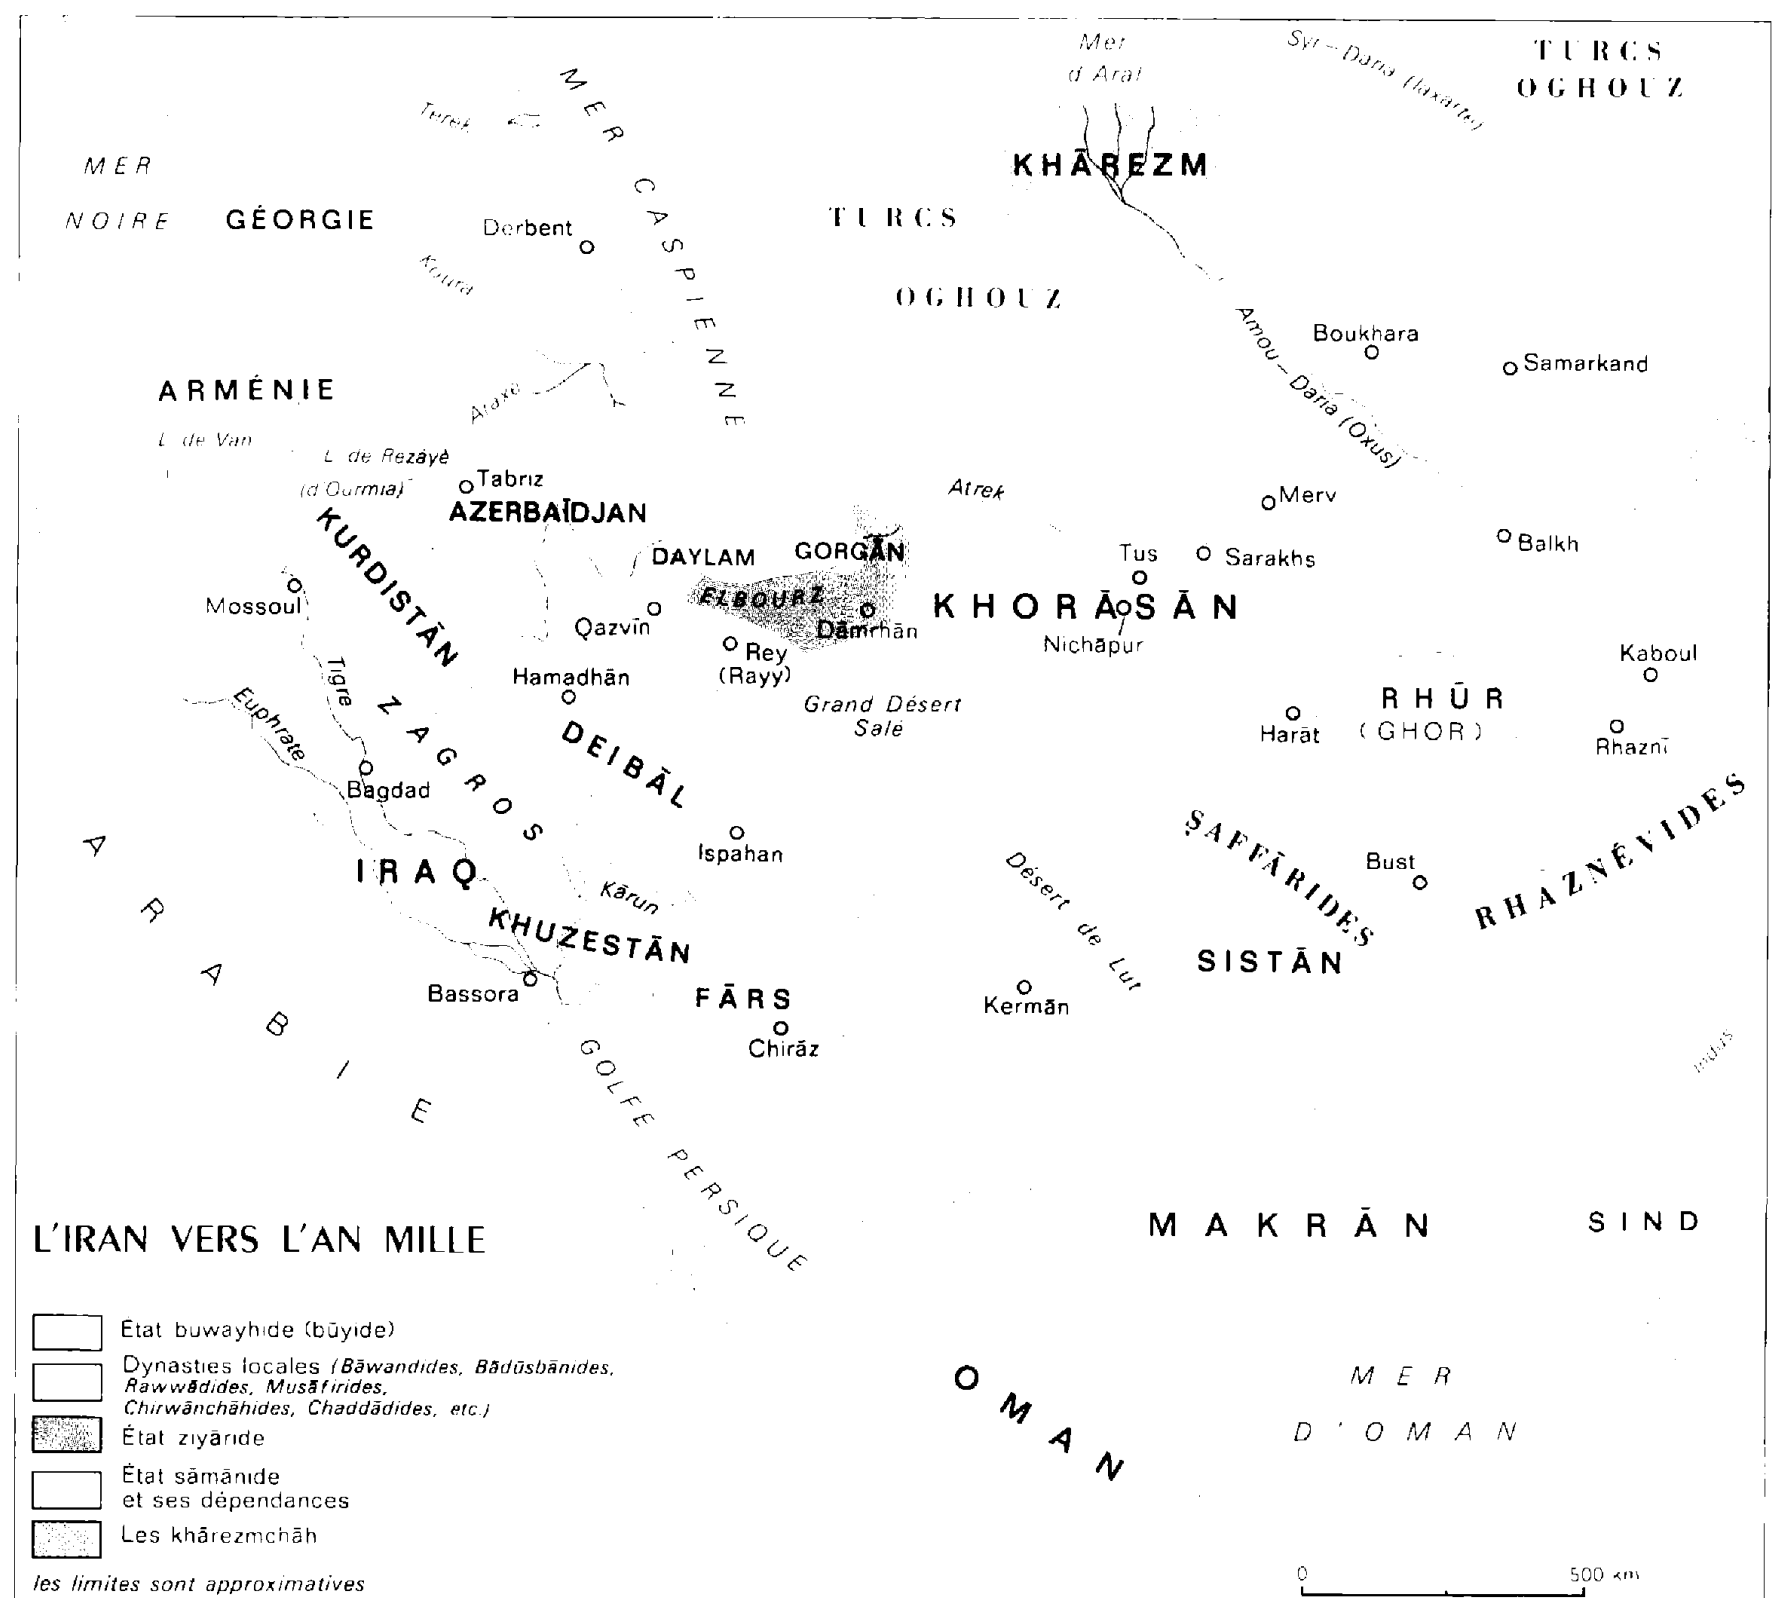 Mer
d'Aral
Syr-Daria (Iaxarte)
TURCS
OGHOUZ
MER CASPIENNE
Terek
MER
NOIRE
GÉORGIE
Derbent
Koura
KHĀREZM
TURCS
OGHOUZ
Amou-Daria (Oxus)
Boukhara
Samarkand
ARMÉNIE
Araxe
L. de Van
L. de Rezāyè
(d'Ourmia)
Tabrız
AZERBAÏDJAN
Atrek
Merv
Balkh
KURDISTĀN
DAYLAM
GORGĀN
Tus
Sarakhs
Mossoul
ELBOURZ
KHORĀSĀN
Qazvīn
Dāmrhān
Nichāpur
Rey
(Rayy)
Kaboul
Hamadhān
Tigre
Euphrate
ZAGROS
Grand Désert
Salé
RHŪR
(GHOR)
Harāt
Rhaznī
DEIBĀL
Bagdad
Ispahan
ARABIE
IRAQ
Kārun
KHUZESTĀN
Désert de Lut
ṢAFFĀRIDES
Bust
RHAZNÉVIDES
SISTĀN
Bassora
FĀRS
Kermān
Chirāz
Indus
GOLFE PERSIQUE
MAKRĀN
SIND
OMAN
MER
D'OMAN
L'IRAN VERS L'AN MILLE
État buwayhide (būyide)
Dynasties locales (Bāwandides, Bādūsbānides,
Rawwādides, Musāfirides,
Chirwānchāhides, Chaddādides, etc.)
État ziyāride
État sāmānide
et ses dépendances
Les khārezmchāh
les limites sont approximatives
0 500 km